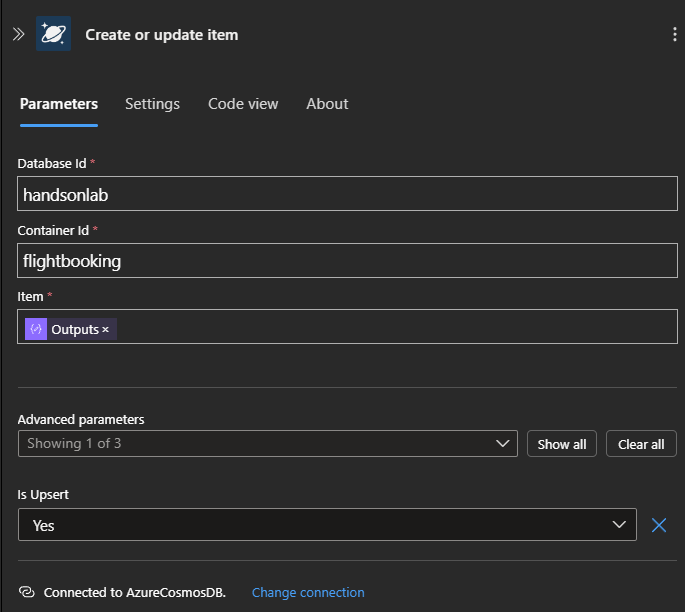 Create or update item
Parameters Settings Code view About
Database Id *
handsonlab
Container Id *
flightbooking
Item *
Outputs ×
Advanced parameters
Showing 1 of 3 Show all Clear all
Is Upsert
Yes
Connected to AzureCosmosDB. Change connection